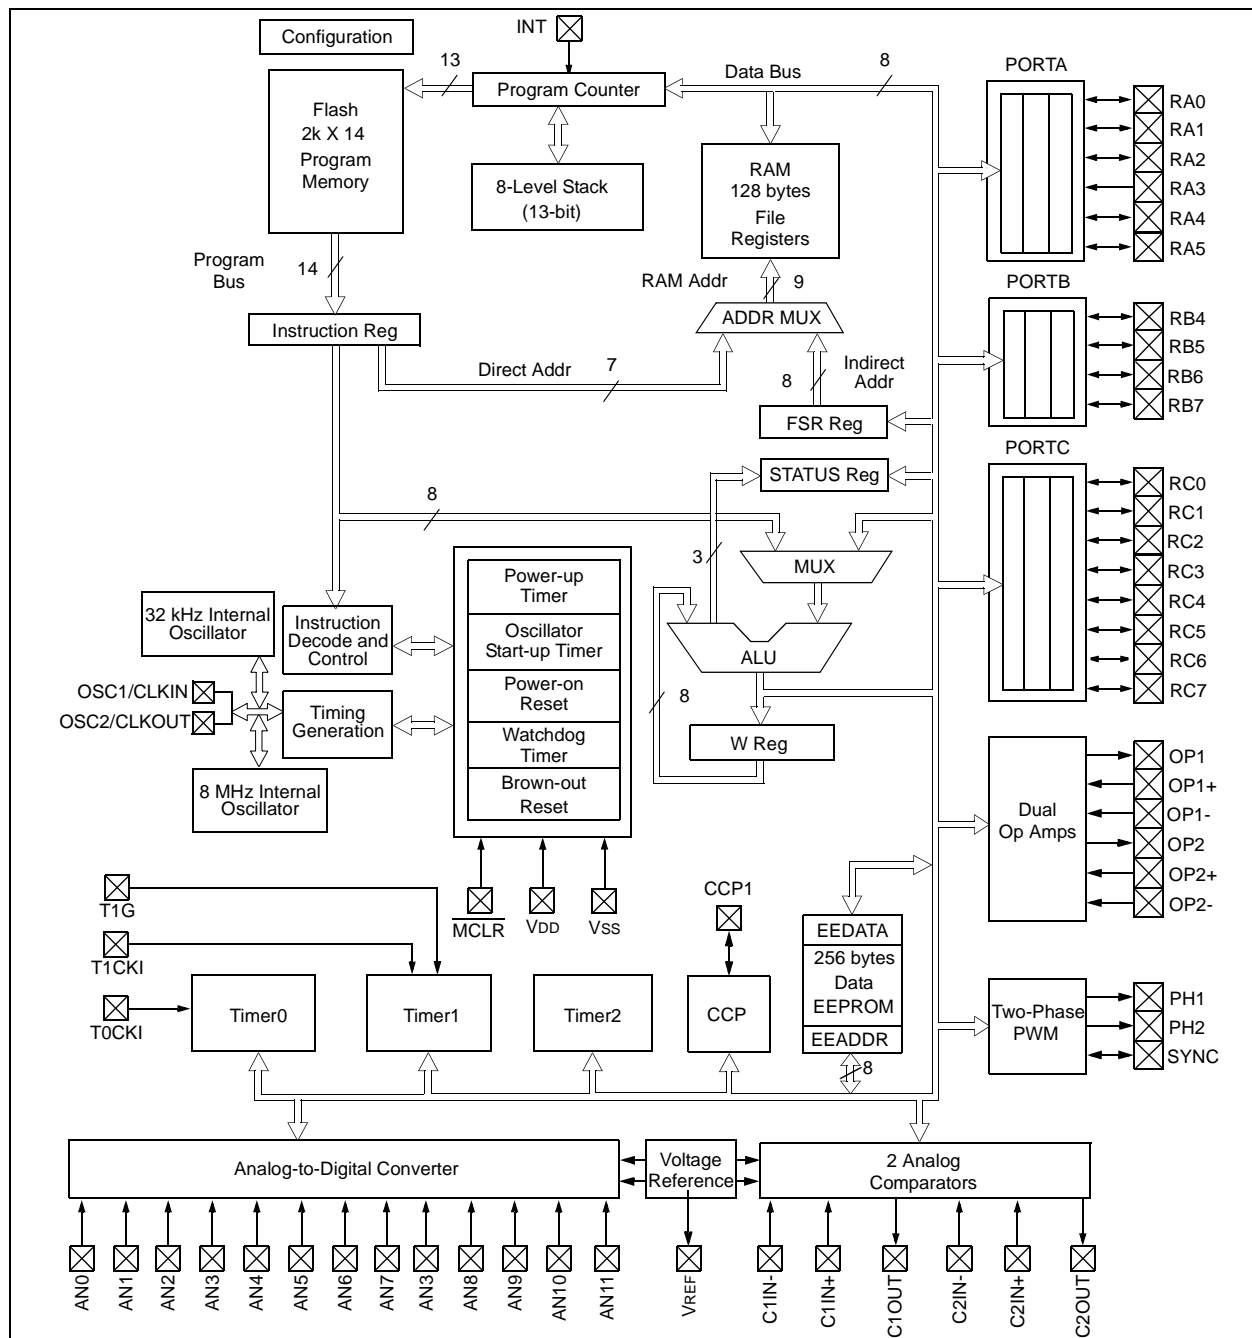 INT
Configuration
13
Data Bus
8
PORTA
Program Counter
Flash
2k X 14
Program
Memory
8-Level Stack
(13-bit)
RAM
128 bytes
File
Registers
RA0
RA1
RA2
RA3
RA4
RA5
Program
Bus
14
RAM Addr
9
PORTB
Instruction Reg
ADDR MUX
RB4
RB5
RB6
RB7
Direct Addr
7
8
Indirect
Addr
FSR Reg
PORTC
STATUS Reg
8
3
MUX
RC0
RC1
RC2
RC3
RC4
RC5
RC6
RC7
Power-up
Timer
Oscillator
Start-up Timer
Power-on
Reset
Watchdog
Timer
Brown-out
Reset
32 kHz Internal
Oscillator
Instruction
Decode and
Control
ALU
OSC1/CLKIN
OSC2/CLKOUT
Timing
Generation
8
W Reg
8 MHz Internal
Oscillator
Dual
Op Amps
OP1
OP1+
OP1-
OP2
OP2+
OP2-
T1G
MCLR
VDD
VSS
CCP1
T1CKI
T0CKI
EEDATA
256 bytes
Data
EEPROM
EEADDR
Timer0
Timer1
Timer2
CCP
8
Two-Phase
PWM
PH1
PH2
SYNC
Analog-to-Digital Converter
Voltage
Reference
2 Analog
Comparators
AN0
AN1
AN2
AN3
AN4
AN5
AN6
AN7
AN3
AN8
AN9
AN10
AN11
VREF
C1IN-
C1IN+
C1OUT
C2IN-
C2IN+
C2OUT